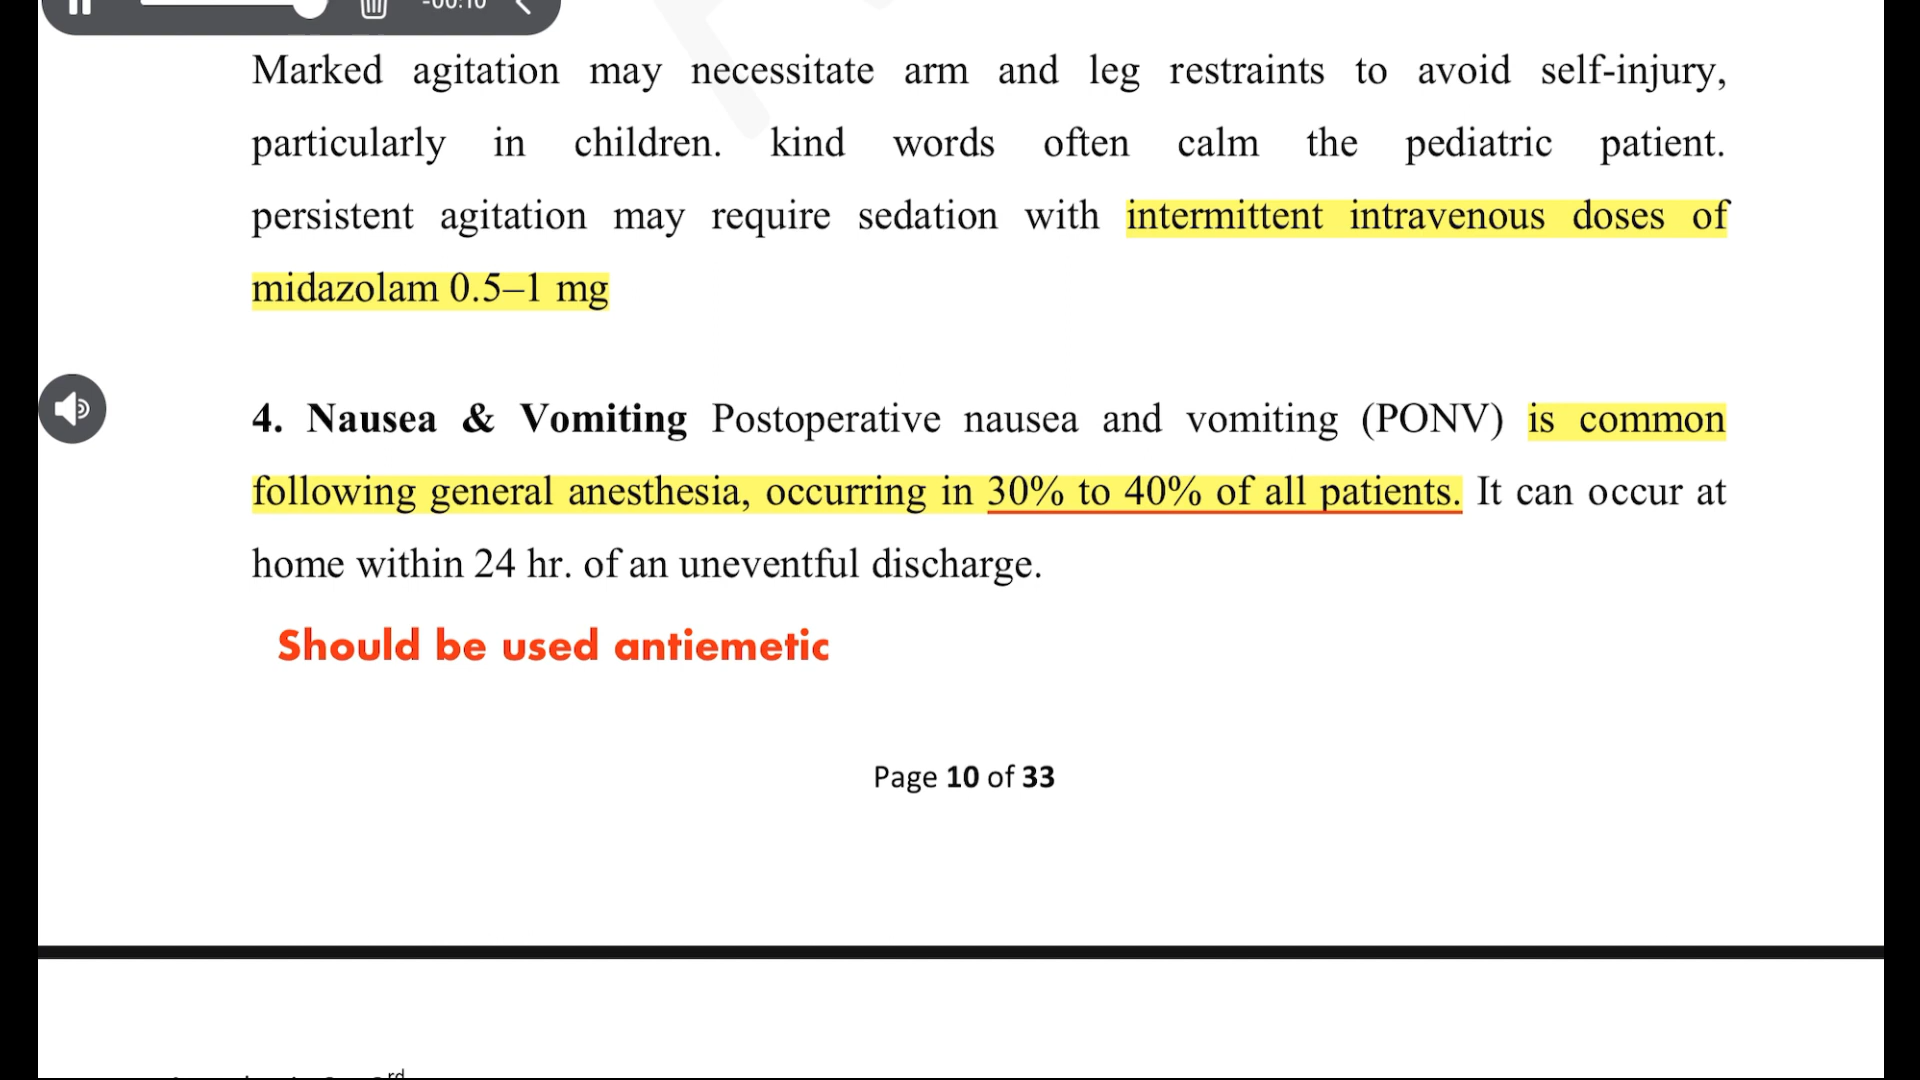 -00:10
Marked agitation may necessitate arm and leg restraints to avoid self-injury,
particularly in children. kind words often calm the pediatric patient.
persistent agitation may require sedation with intermittent intravenous doses of
midazolam 0.5–1 mg
4. Nausea & Vomiting Postoperative nausea and vomiting (PONV) is common
following general anesthesia, occurring in 30% to 40% of all patients. It can occur at
home within 24 hr. of an uneventful discharge.
Should be used antiemetic
Page 10 of 33